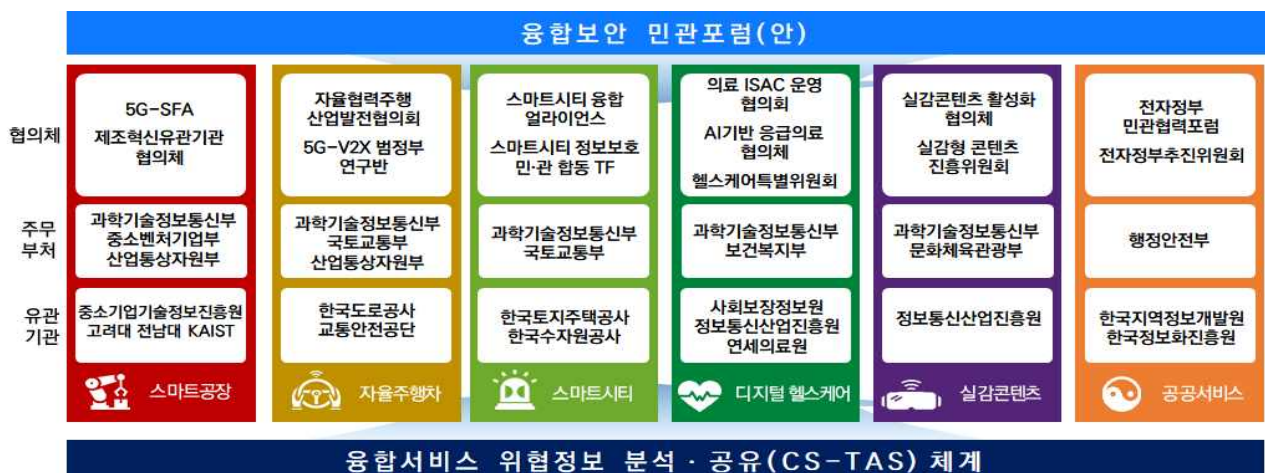 융합보안 민관포럼(안)
협의체
5G-SFA
제조혁신유관기관
협의체
자율협력주행
산업발전협의회
5G-V2X 범정부
연구반
스마트시티 융합
얼라이언스
스마트시티 정보보호
민·관 합동 TF
의료 ISAC 운영
협의회
AI기반 응급의료
협의체
헬스케어특별위원회
실감콘텐츠 활성화
협의체
실감형 콘텐츠
진흥위원회
전자정부
민관협력포럼
전자정부추진위원회
주무
부처
과학기술정보통신부
중소벤처기업부
산업통상자원부
과학기술정보통신부
국토교통부
산업통상자원부
과학기술정보통신부
국토교통부
과학기술정보통신부
보건복지부
과학기술정보통신부
문화체육관광부
행정안전부
유관
기관
중소기업기술정보진흥원
고려대 전남대 KAIST
한국도로공사
교통안전공단
한국토지주택공사
한국수자원공사
사회보장정보원
정보통신산업진흥원
연세의료원
정보통신산업진흥원
한국지역정보개발원
한국정보화진흥원
스마트공장
자율주행차
스마트시티
디지털 헬스케어
실감콘텐츠
공공서비스
융합서비스 위협정보 분석·공유(CS-TAS) 체계